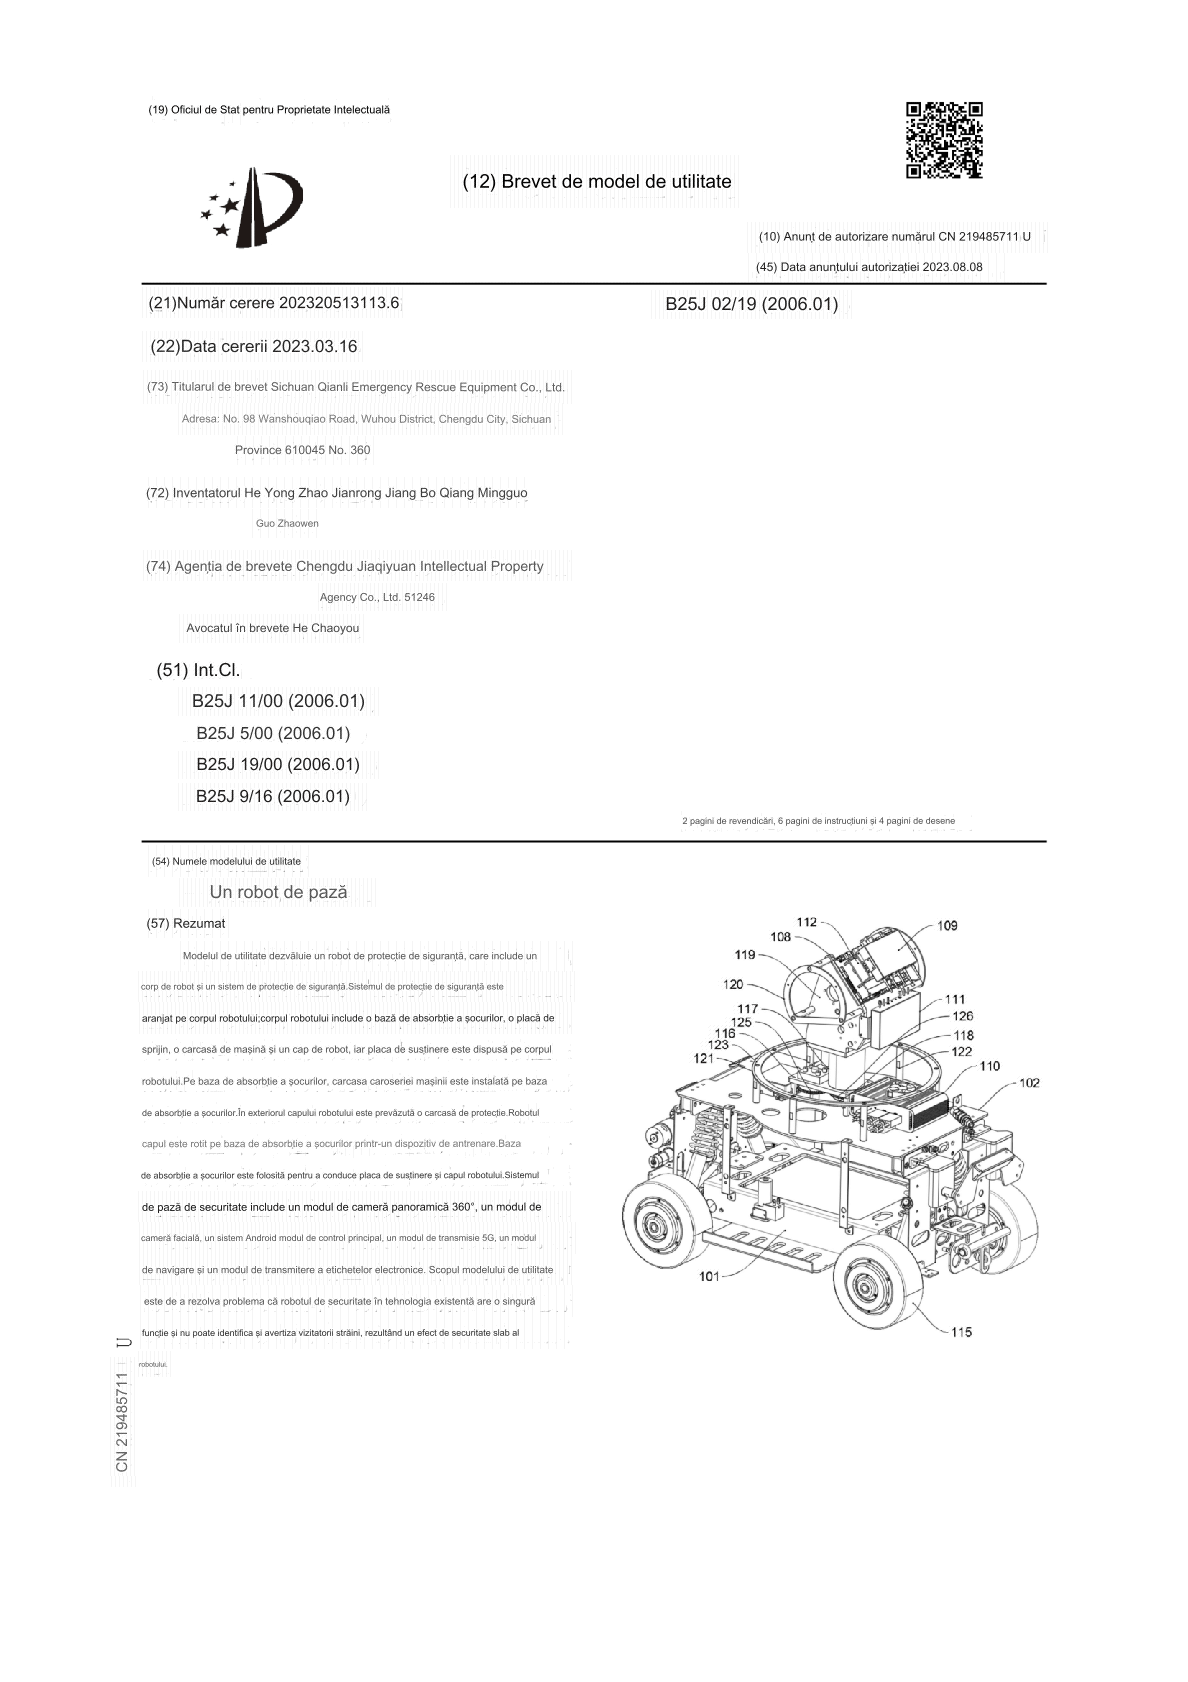 (19) Oficiul de Stat pentru Proprietate Intelectuală
(12) Brevet de model de utilitate
(10) Anunț de autorizare numărul CN 219485711 U
(45) Data anunțului autorizației 2023.08.08
(21)Număr cerere 202320513113.6
(22)Data cererii 2023.03.16
(73) Titularul de brevet Sichuan Qianli Emergency Rescue Equipment Co., Ltd.
Adresa: No. 98 Wanshouqiao Road, Wuhou District, Chengdu City, Sichuan
Province 610045 No. 360
(72) Inventatorul He Yong Zhao Jianrong Jiang Bo Qiang Mingguo
Guo Zhaowen
(74) Agenția de brevete Chengdu Jiaqiyuan Intellectual Property
Agency Co., Ltd. 51246
Avocatul în brevete He Chaoyou
(51) Int.Cl.
B25J 11/00 (2006.01)
B25J 5/00 (2006.01)
B25J 19/00 (2006.01)
B25J 9/16 (2006.01)
B25J 02/19 (2006.01)
2 pagini de revendicări, 6 pagini de instrucțiuni și 4 pagini de desene
(54) Numele modelului de utilitate
Un robot de pază
(57) Rezumat
Modelul de utilitate dezvăluie un robot de protecție de siguranță, care include un
corp de robot și un sistem de protecție de siguranță.Sistemul de protecție de siguranță este
aranjat pe corpul robotului;corpul robotului include o bază de absorbție a șocurilor, o placă de
sprijin, o carcasă de mașină și un cap de robot, iar placa de susținere este dispusă pe corpul
robotului.Pe baza de absorbție a șocurilor, carcasa caroseriei mașinii este instalată pe baza
de absorbție a șocurilor.În exteriorul capului robotului este prevăzută o carcasă de protecție.Robotul
capul este rotit pe baza de absorbție a șocurilor printr-un dispozitiv de antrenare.Baza
de absorbție a șocurilor este folosită pentru a conduce placa de susținere și capul robotului.Sistemul
de pază de securitate include un modul de cameră panoramică 360°, un modul de
cameră facială, un sistem Android modul de control principal, un modul de transmisie 5G, un modul
de navigare și un modul de transmitere a etichetelor electronice. Scopul modelului de utilitate
este de a rezolva problema că robotul de securitate în tehnologia existentă are o singură
funcție și nu poate identifica și avertiza vizitatorii străini, rezultând un efect de securitate slab al
robotului.
112
108
109
119
120
117
125
116
123
121
111
126
118
122
110
102
101
115
CN 219485711 U